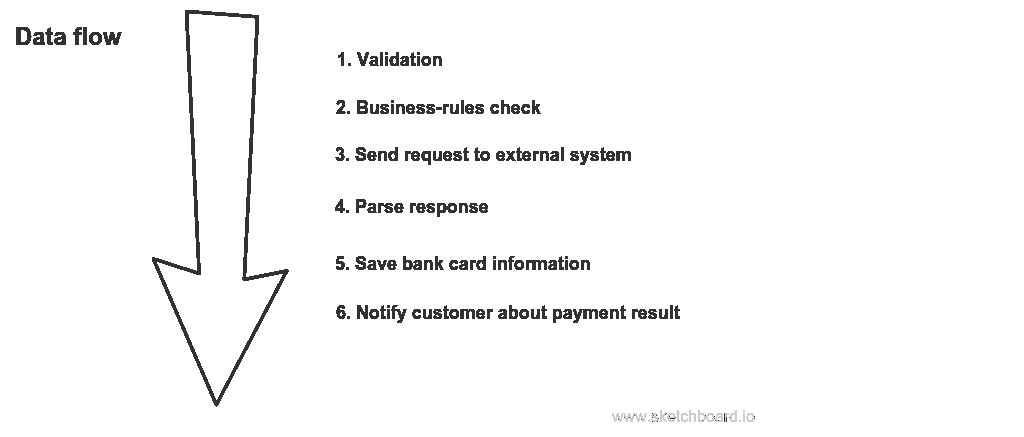 Data flow
1. Validation
2. Business-rules check
3. Send request to external system
4. Parse response
5. Save bank card information
6. Notify customer about payment result
www.sketchboard.io